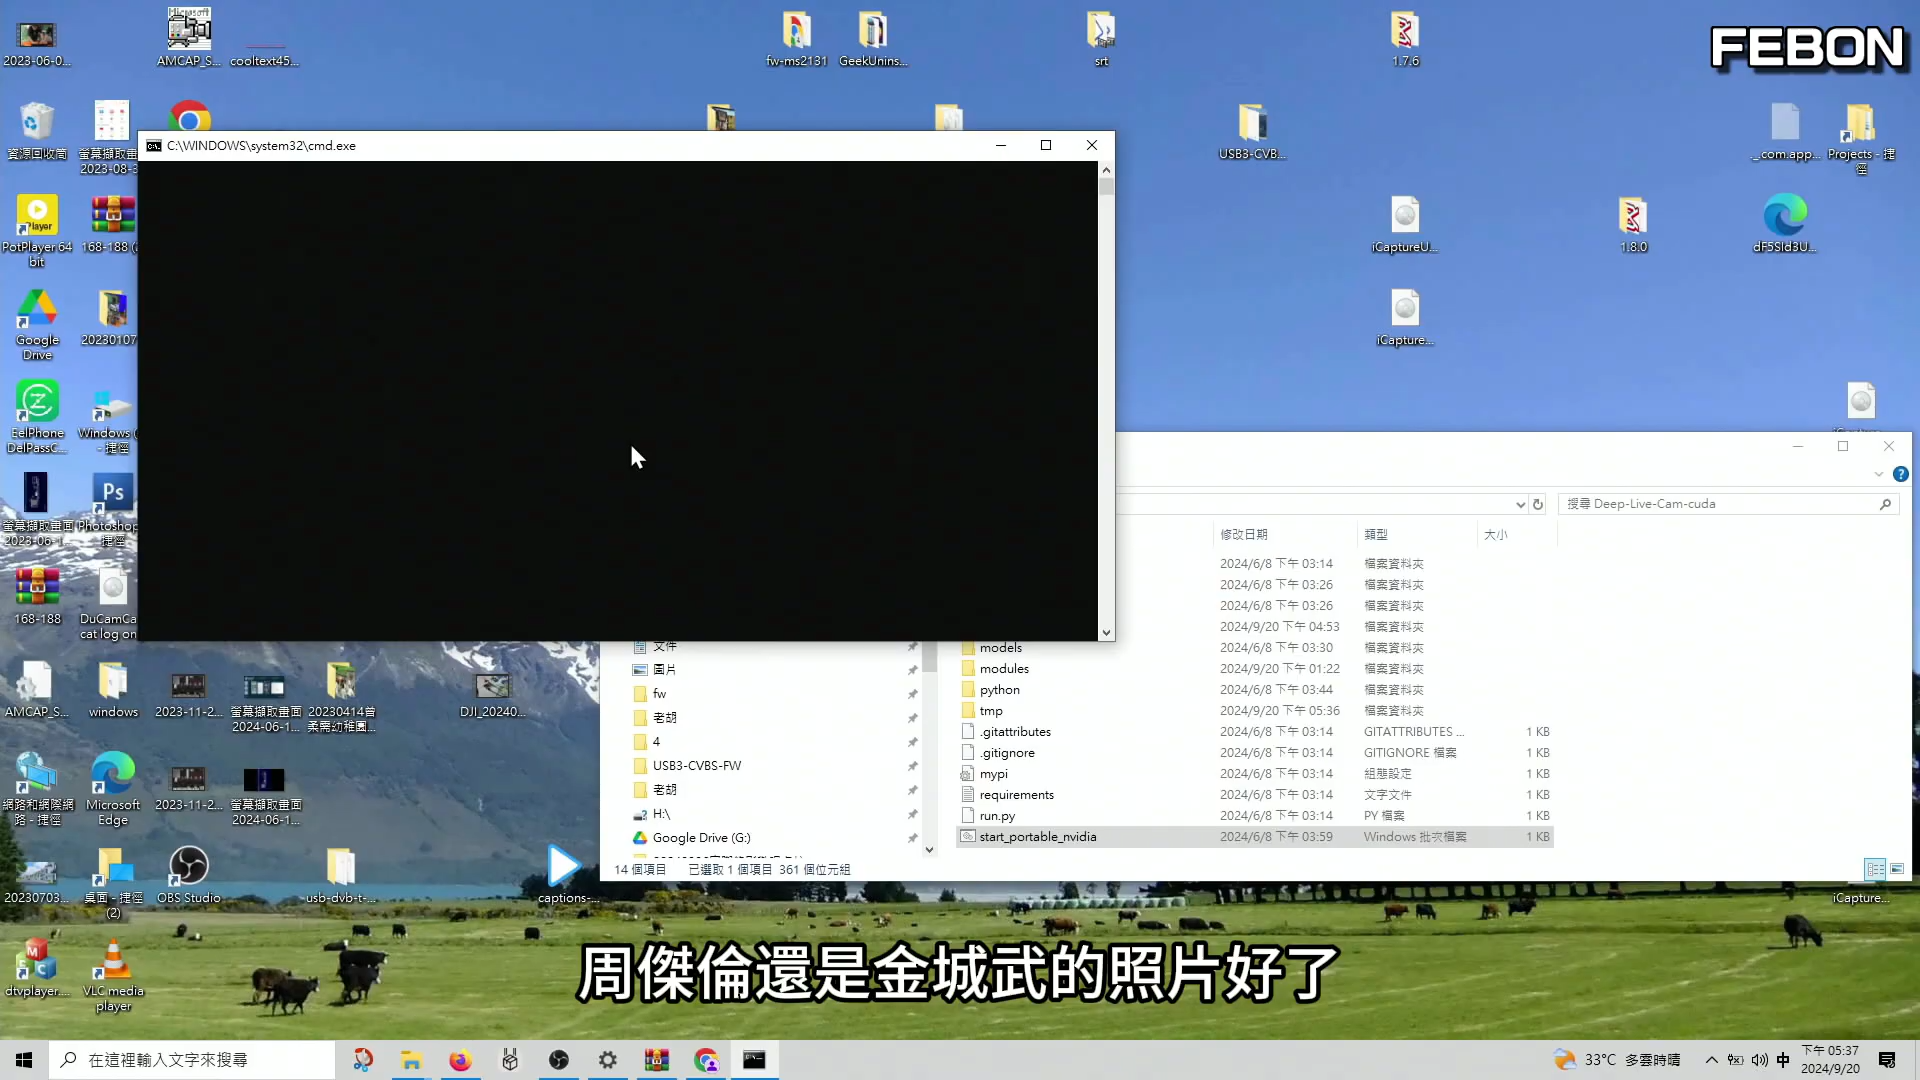 2023-06-0...
AMCAP_S...
cooltext45...
fw-ms2131
GeekUnins...
srt
1.7.6
FEBON
資源回收筒
螢幕擷取畫面
2023-08-3
C:\WINDOWS\system32\cmd.exe
USB3-CVB...
._.com.app...
Projects - 捷徑
PotPlayer 64 bit
168-188 (
iCaptureU...
1.8.0
dF5Sld3U...
Google Drive
20230107
iCapture...
EelPhone DelPassC...
Windows (
- 捷徑
搜尋 Deep-Live-Cam-cuda
螢幕擷取畫面
2023-06-1...
Photoshop
捷徑
修改日期
類型
大小
2024/6/8 下午 03:14 檔案資料夾
2024/6/8 下午 03:26 檔案資料夾
2024/6/8 下午 03:26 檔案資料夾
2024/9/20 下午 04:53 檔案資料夾
168-188
DuCamCa
cat log on
文件
圖片
fw
老胡
4
USB3-CVBS-FW
老胡
H:\
Google Drive (G:)
models 2024/6/8 下午 03:30 檔案資料夾
modules 2024/9/20 下午 01:22 檔案資料夾
python 2024/6/8 下午 03:44 檔案資料夾
tmp 2024/9/20 下午 05:36 檔案資料夾
.gitattributes 2024/6/8 下午 03:14 GITATTRIBUTES ... 1 KB
.gitignore 2024/6/8 下午 03:14 GITIGNORE 檔案 1 KB
mypi 2024/6/8 下午 03:14 組態設定 1 KB
requirements 2024/6/8 下午 03:14 文字文件 1 KB
run.py 2024/6/8 下午 03:14 PY 檔案 1 KB
start_portable_nvidia 2024/6/8 下午 03:59 Windows 批次檔案 1 KB
14 個項目 已選取 1 個項目 361 個位元組
AMCAP_S...
windows
2023-11-2...
螢幕擷取畫面
2024-06-1...
20230414曾
柔霈幼稚園...
DJI_20240...
網路和網際網路 - 捷徑
Microsoft Edge
2023-11-2...
螢幕擷取畫面
2024-06-1...
20230703...
桌面 - 捷徑 (2)
OBS Studio
usb-dvb-t-...
captions-...
iCapture...
dtvplayer....
VLC media player
周傑倫還是金城武的照片好了
在這裡輸入文字來搜尋
33°C 多雲時晴
中
下午 05:37
2024/9/20